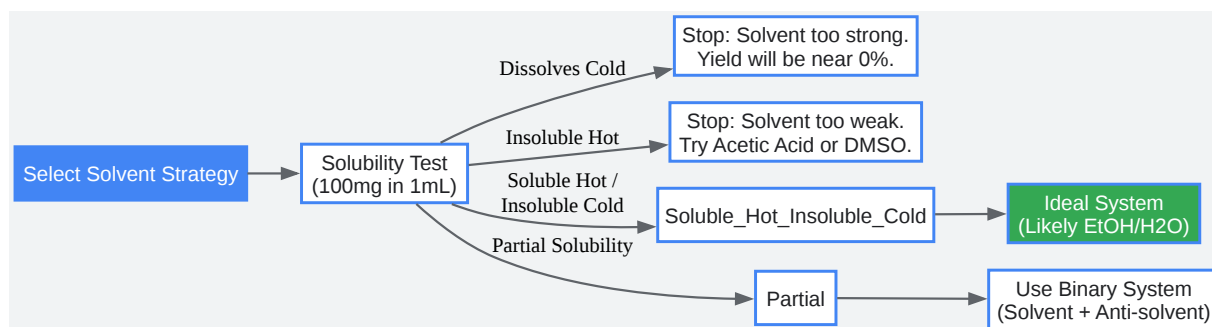 Select Solvent Strategy
Solubility Test
(100mg in 1mL)
Dissolves Cold
Stop: Solvent too strong.
Yield will be near 0%.
Insoluble Hot
Stop: Solvent too weak.
Try Acetic Acid or DMSO.
Soluble Hot /
Insoluble Cold
Soluble_Hot_Insoluble_Cold
Ideal System
(Likely EtOH/H2O)
Partial Solubility
Partial
Use Binary System
(Solvent + Anti-solvent)